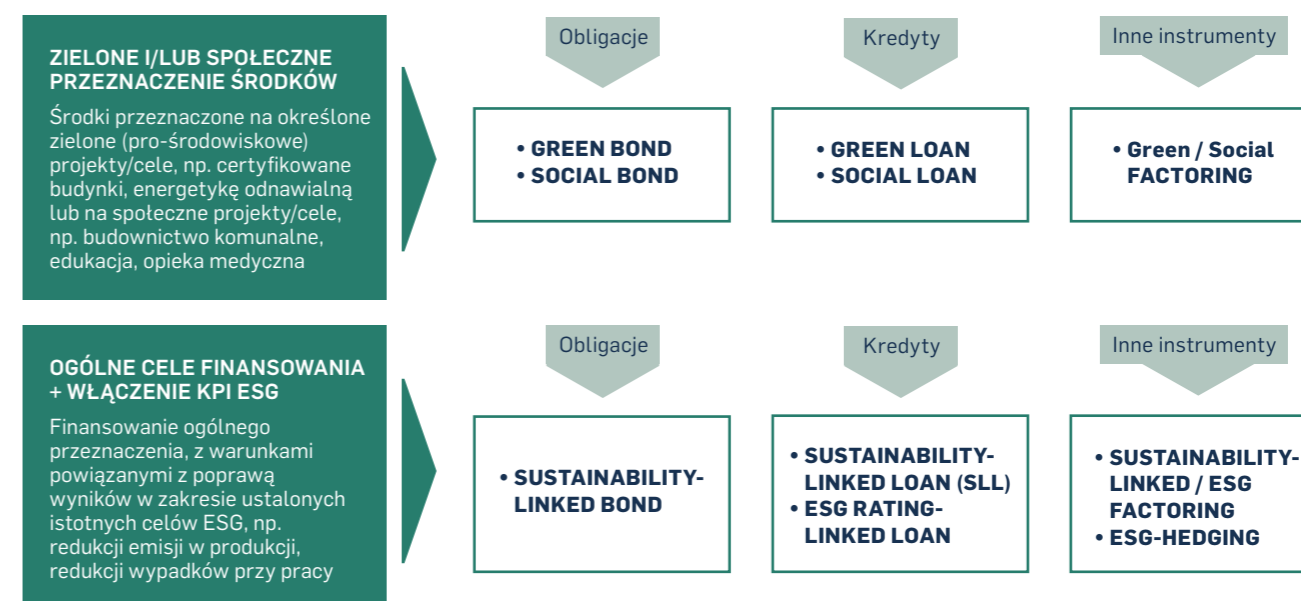 ZIELONE I/LUB SPOŁECZNE
PRZEZNACZENIE ŚRODKÓW
Środki przeznaczone na określone
zielone (pro-środowiskowe)
projekty/cele, np. certyfikowane
budynki, energetykę odnawialną
lub na społeczne projekty/cele,
np. budownictwo komunalne,
edukacja, opieka medyczna
Obligacje
• GREEN BOND
• SOCIAL BOND
Kredyty
• GREEN LOAN
• SOCIAL LOAN
Inne instrumenty
• Green / Social
FACTORING
OGÓLNE CELE FINANSOWANIA
+ WŁĄCZENIE KPI ESG
Finansowanie ogólnego
przeznaczenia, z warunkami
powiązanymi z poprawą
wyników w zakresie ustalonych
istotnych celów ESG, np.
redukcji emisji w produkcji,
redukcji wypadków przy pracy
Obligacje
• SUSTAINABILITY-
LINKED BOND
Kredyty
• SUSTAINABILITY-
LINKED LOAN (SLL)
• ESG RATING-
LINKED LOAN
Inne instrumenty
• SUSTAINABILITY-
LINKED / ESG
FACTORING
• ESG-HEDGING